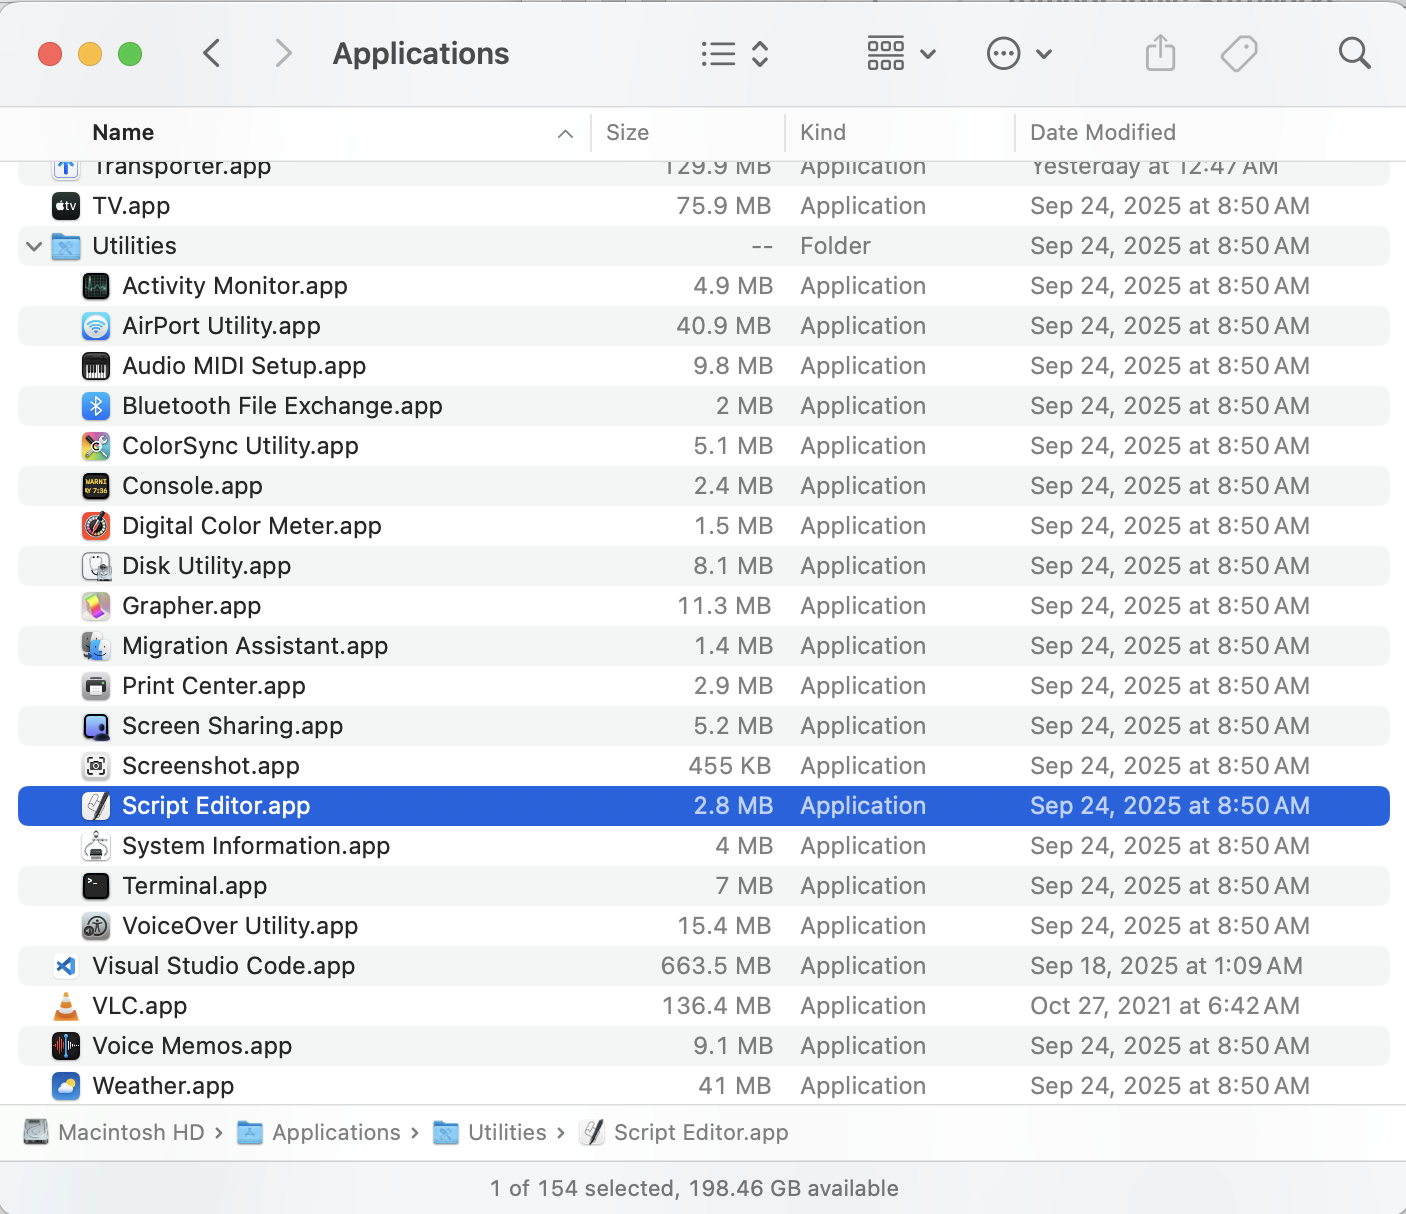 Applications
Name Size Kind Date Modified
Transporter.app 129.9 MB Application Yesterday at 12:47 AM
tv TV.app 75.9 MB Application Sep 24, 2025 at 8:50 AM
Utilities -- Folder Sep 24, 2025 at 8:50 AM
Activity Monitor.app 4.9 MB Application Sep 24, 2025 at 8:50 AM
AirPort Utility.app 40.9 MB Application Sep 24, 2025 at 8:50 AM
Audio MIDI Setup.app 9.8 MB Application Sep 24, 2025 at 8:50 AM
Bluetooth File Exchange.app 2 MB Application Sep 24, 2025 at 8:50 AM
ColorSync Utility.app 5.1 MB Application Sep 24, 2025 at 8:50 AM
Console.app 2.4 MB Application Sep 24, 2025 at 8:50 AM
Digital Color Meter.app 1.5 MB Application Sep 24, 2025 at 8:50 AM
Disk Utility.app 8.1 MB Application Sep 24, 2025 at 8:50 AM
Grapher.app 11.3 MB Application Sep 24, 2025 at 8:50 AM
Migration Assistant.app 1.4 MB Application Sep 24, 2025 at 8:50 AM
Print Center.app 2.9 MB Application Sep 24, 2025 at 8:50 AM
Screen Sharing.app 5.2 MB Application Sep 24, 2025 at 8:50 AM
Screenshot.app 455 KB Application Sep 24, 2025 at 8:50 AM
Script Editor.app 2.8 MB Application Sep 24, 2025 at 8:50 AM
System Information.app 4 MB Application Sep 24, 2025 at 8:50 AM
Terminal.app 7 MB Application Sep 24, 2025 at 8:50 AM
VoiceOver Utility.app 15.4 MB Application Sep 24, 2025 at 8:50 AM
Visual Studio Code.app 663.5 MB Application Sep 18, 2025 at 1:09 AM
VLC.app 136.4 MB Application Oct 27, 2021 at 6:42 AM
Voice Memos.app 9.1 MB Application Sep 24, 2025 at 8:50 AM
Weather.app 41 MB Application Sep 24, 2025 at 8:50 AM
Macintosh HD › Applications › Utilities › Script Editor.app
1 of 154 selected, 198.46 GB available